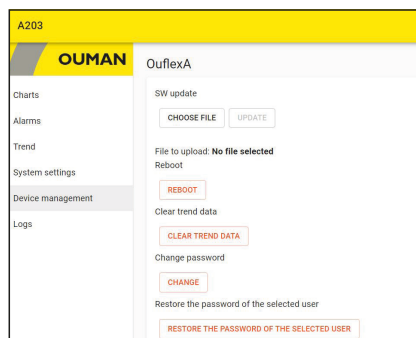 A203
OUMAN
Charts
Alarms
Trend
System settings
Device management
Logs
OuflexA
SW update
CHOOSE FILE UPDATE
File to upload: No file selected
Reboot
REBOOT
Clear trend data
CLEAR TREND DATA
Change password
CHANGE
Restore the password of the selected user
RESTORE THE PASSWORD OF THE SELECTED USER